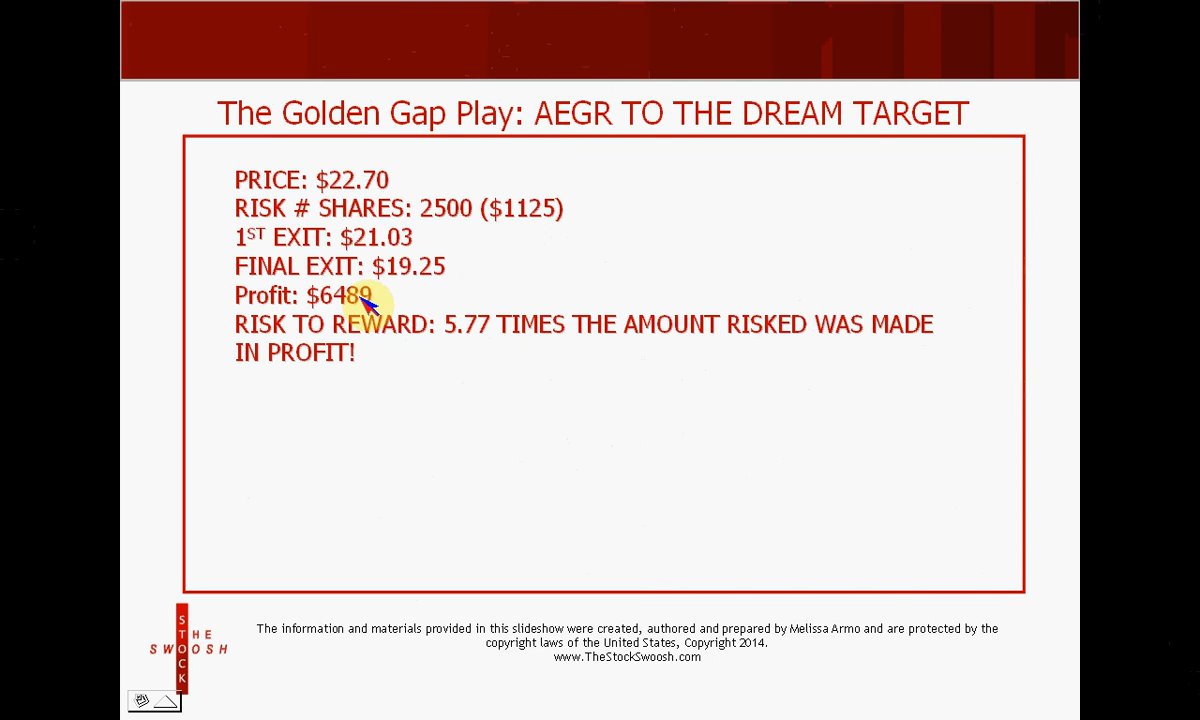 The Golden Gap Play: AEGR TO THE DREAM TARGET
PRICE: $22.70
RISK # SHARES: 2500 ($1125)
1ST EXIT: $21.03
FINAL EXIT: $19.25
Profit: $6489
RISK TO REWARD: 5.77 TIMES THE AMOUNT RISKED WAS MADE
IN PROFIT!
THE
SWOOSH
STOCK
The information and materials provided in this slideshow were created, authored and prepared by Melissa Armo and are protected by the
copyright laws of the United States, Copyright 2014.
www.TheStockSwoosh.com